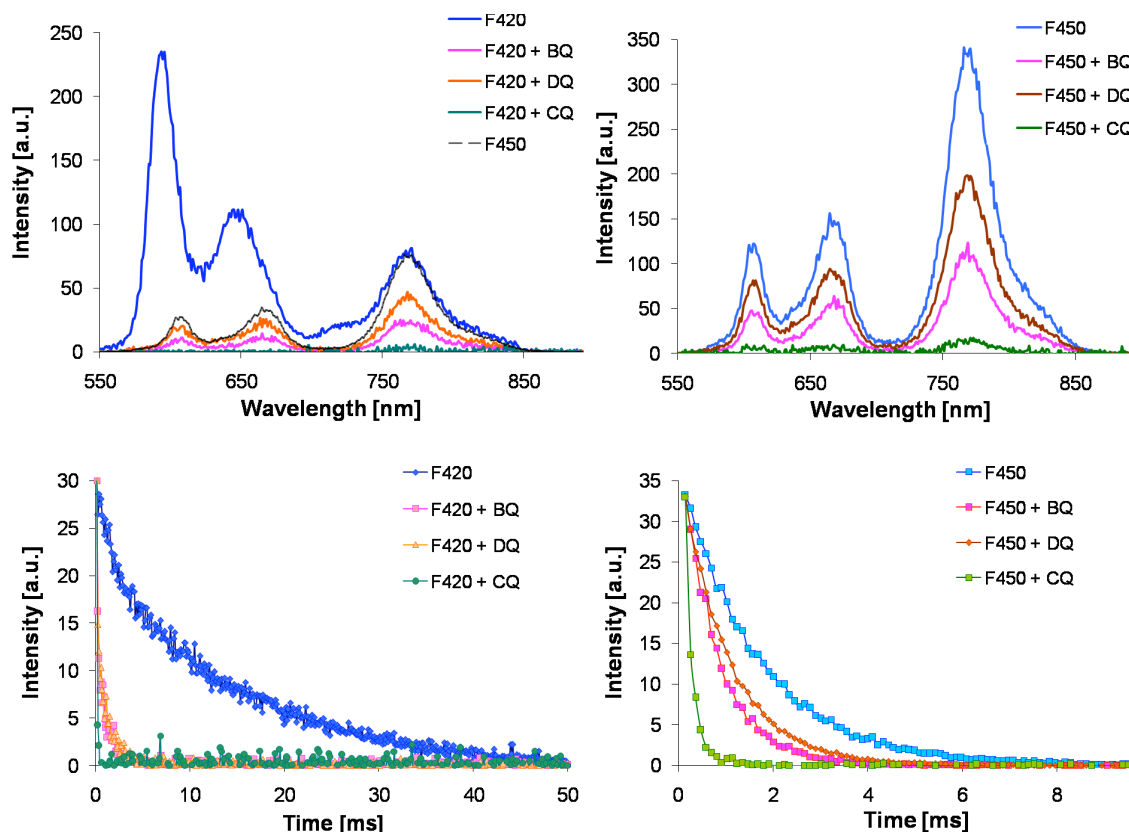 F420
F420 + BQ
F420 + DQ
F420 + CQ
F450
250
200
150
100
50
0
Intensity [a.u.]
550
650
750
850
Wavelength [nm]
F450
F450 + BQ
F450 + DQ
F450 + CQ
350
300
250
200
150
100
50
0
Intensity [a.u.]
550
650
750
850
Wavelength [nm]
F420
F420 + BQ
F420 + DQ
F420 + CQ
30
25
20
15
10
5
0
Intensity [a.u.]
0
10
20
30
40
50
Time [ms]
F450
F450 + BQ
F450 + DQ
F450 + CQ
35
30
25
20
15
10
5
0
Intensity [a.u.]
0
2
4
6
8
Time [ms]